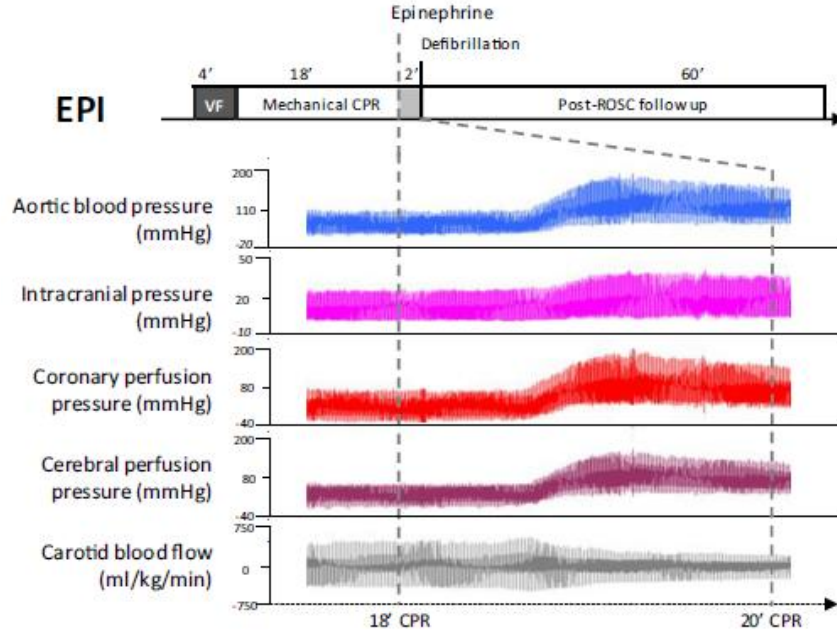 Epinephrine
Defibrillation
4’ 18’ 2’ 60’
EPI VF Mechanical CPR Post-ROSC follow up
Aortic blood pressure
(mmHg)
200
110
-20
Intracranial pressure
(mmHg)
50
20
-10
Coronary perfusion
pressure (mmHg)
200
80
-40
Cerebral perfusion
pressure (mmHg)
200
80
-40
Carotid blood flow
(ml/kg/min)
750
0
-750
18’ CPR 20’ CPR